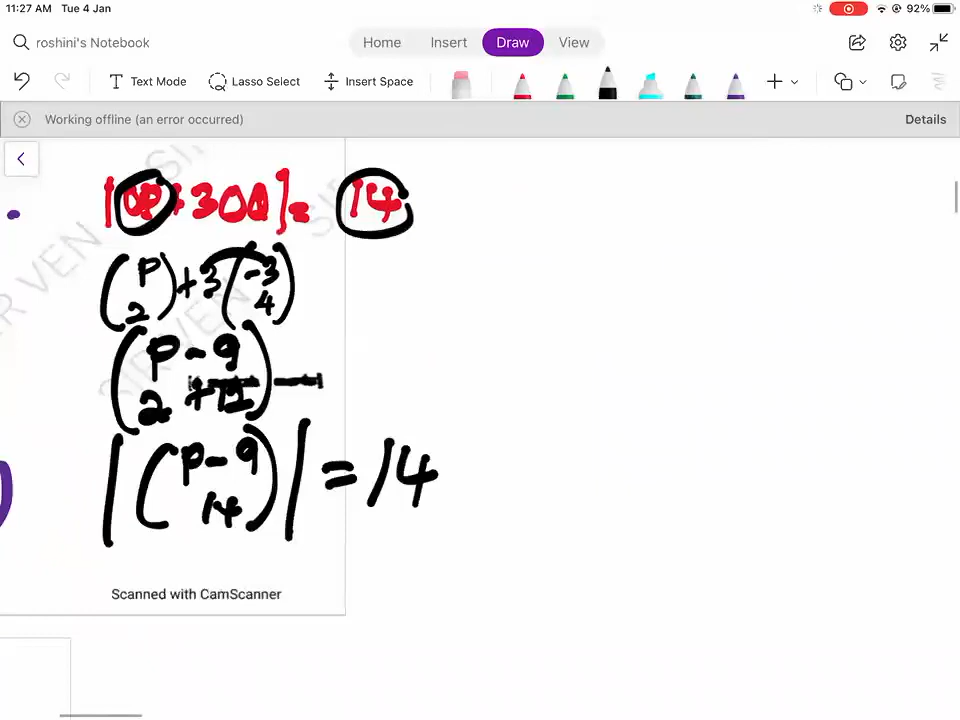 11:27 AM Tue 4 Jan 92%
roshini's Notebook Home Insert Draw View
Text Mode Lasso Select Insert Space
Working offline (an error occurred) Details
|OP+3OQ|= 14
(P 2)+3(-3 4)
(P-9 2+12)
|(P-9 14)|=14
Scanned with CamScanner